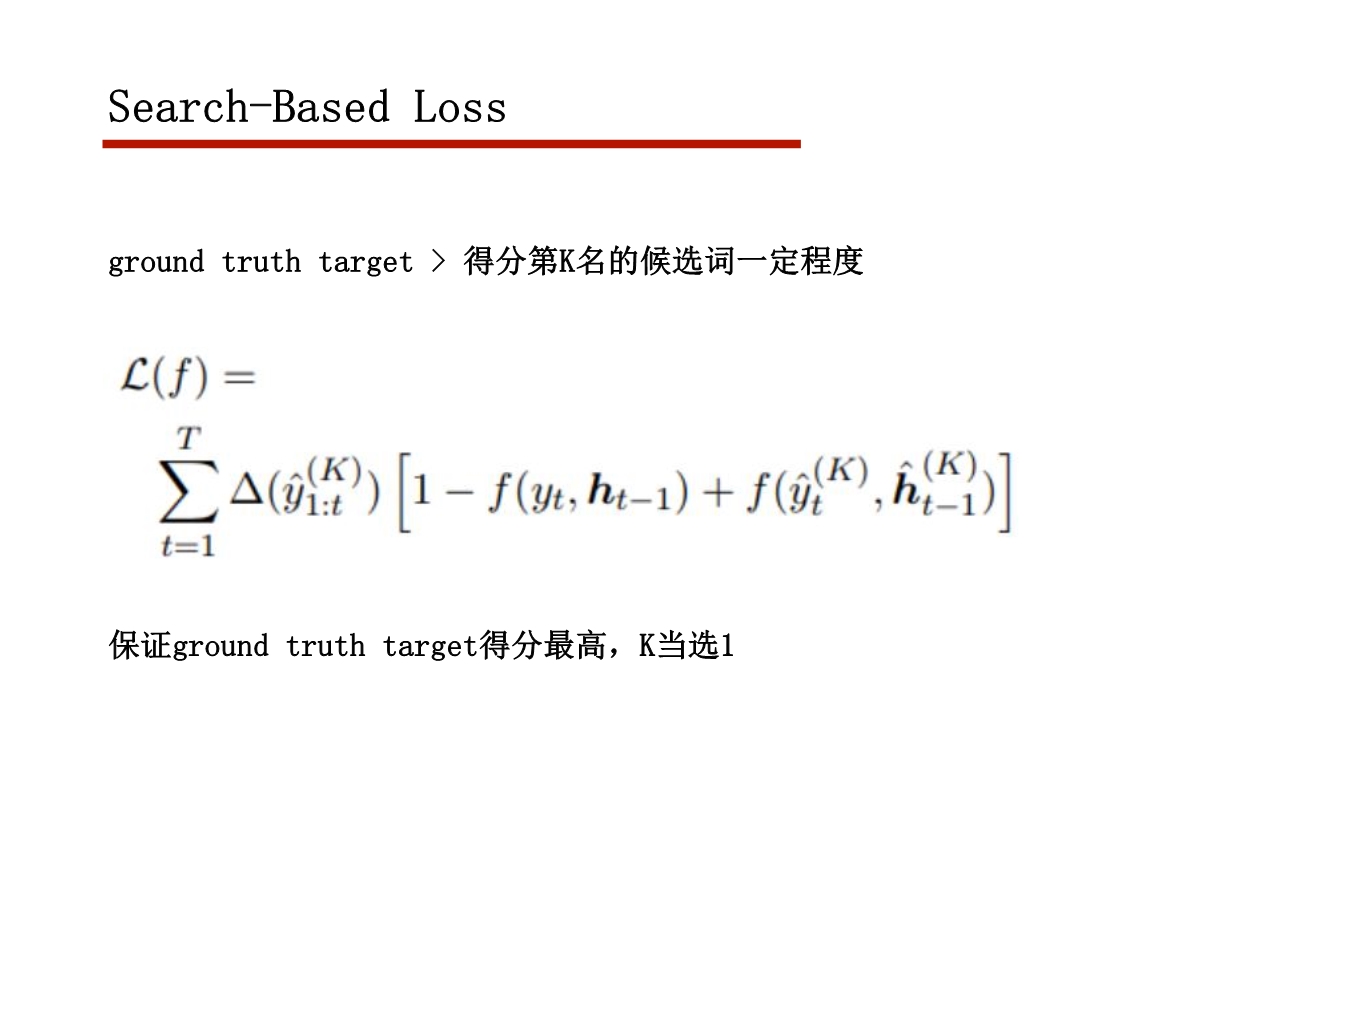 Search-Based Loss
ground truth target > 得分第K名的候选词一定程度
$\mathcal{L}(f) =$
$\sum_{t=1}^{T} \Delta(\hat{y}_{1:t}^{(K)}) \left[ 1 - f(y_t, \boldsymbol{h}_{t-1}) + f(\hat{y}_t^{(K)}, \hat{\boldsymbol{h}}_{t-1}^{(K)}) \right]$
保证ground truth target得分最高，K当选1